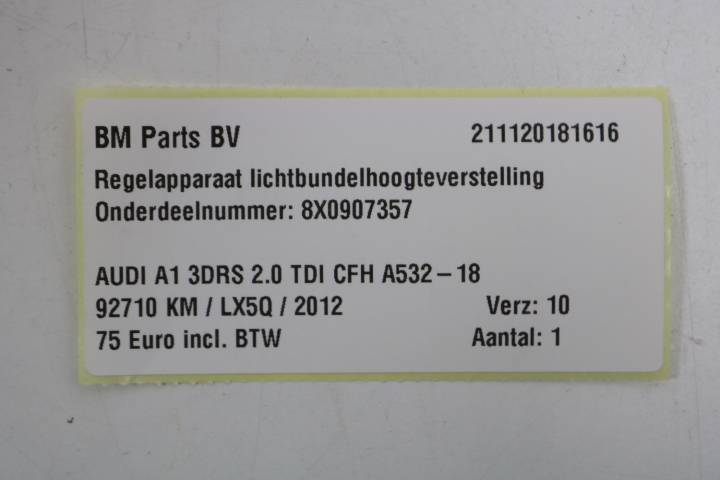 BM Parts BV 211120181616
Regelapparaat lichtbundelhoogteverstelling
Onderdeelnummer: 8X0907357
AUDI A1 3DRS 2.0 TDI CFH A532-18
92710 KM / LX5Q / 2012 Verz: 10
75 Euro incl. BTW Aantal: 1